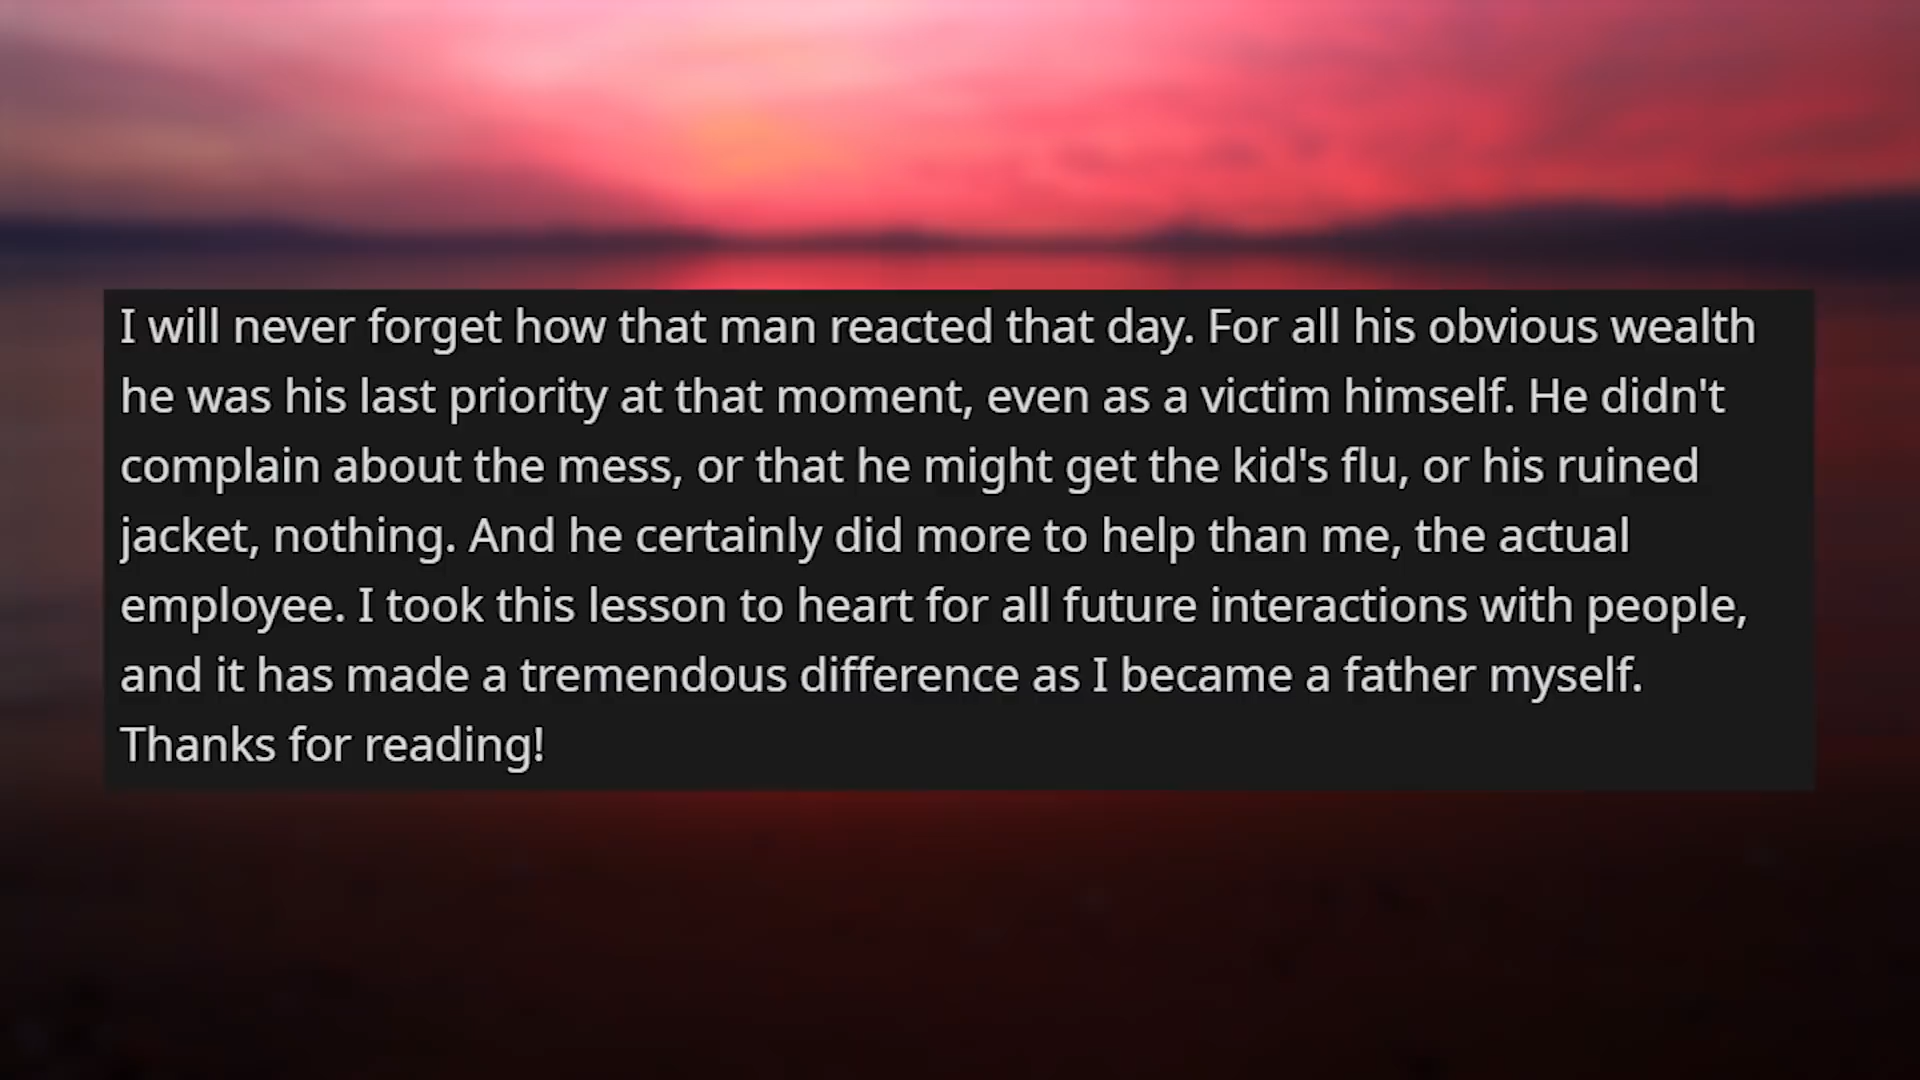 I will never forget how that man reacted that day. For all his obvious wealth
he was his last priority at that moment, even as a victim himself. He didn't
complain about the mess, or that he might get the kid's flu, or his ruined
jacket, nothing. And he certainly did more to help than me, the actual
employee. I took this lesson to heart for all future interactions with people,
and it has made a tremendous difference as I became a father myself.
Thanks for reading!